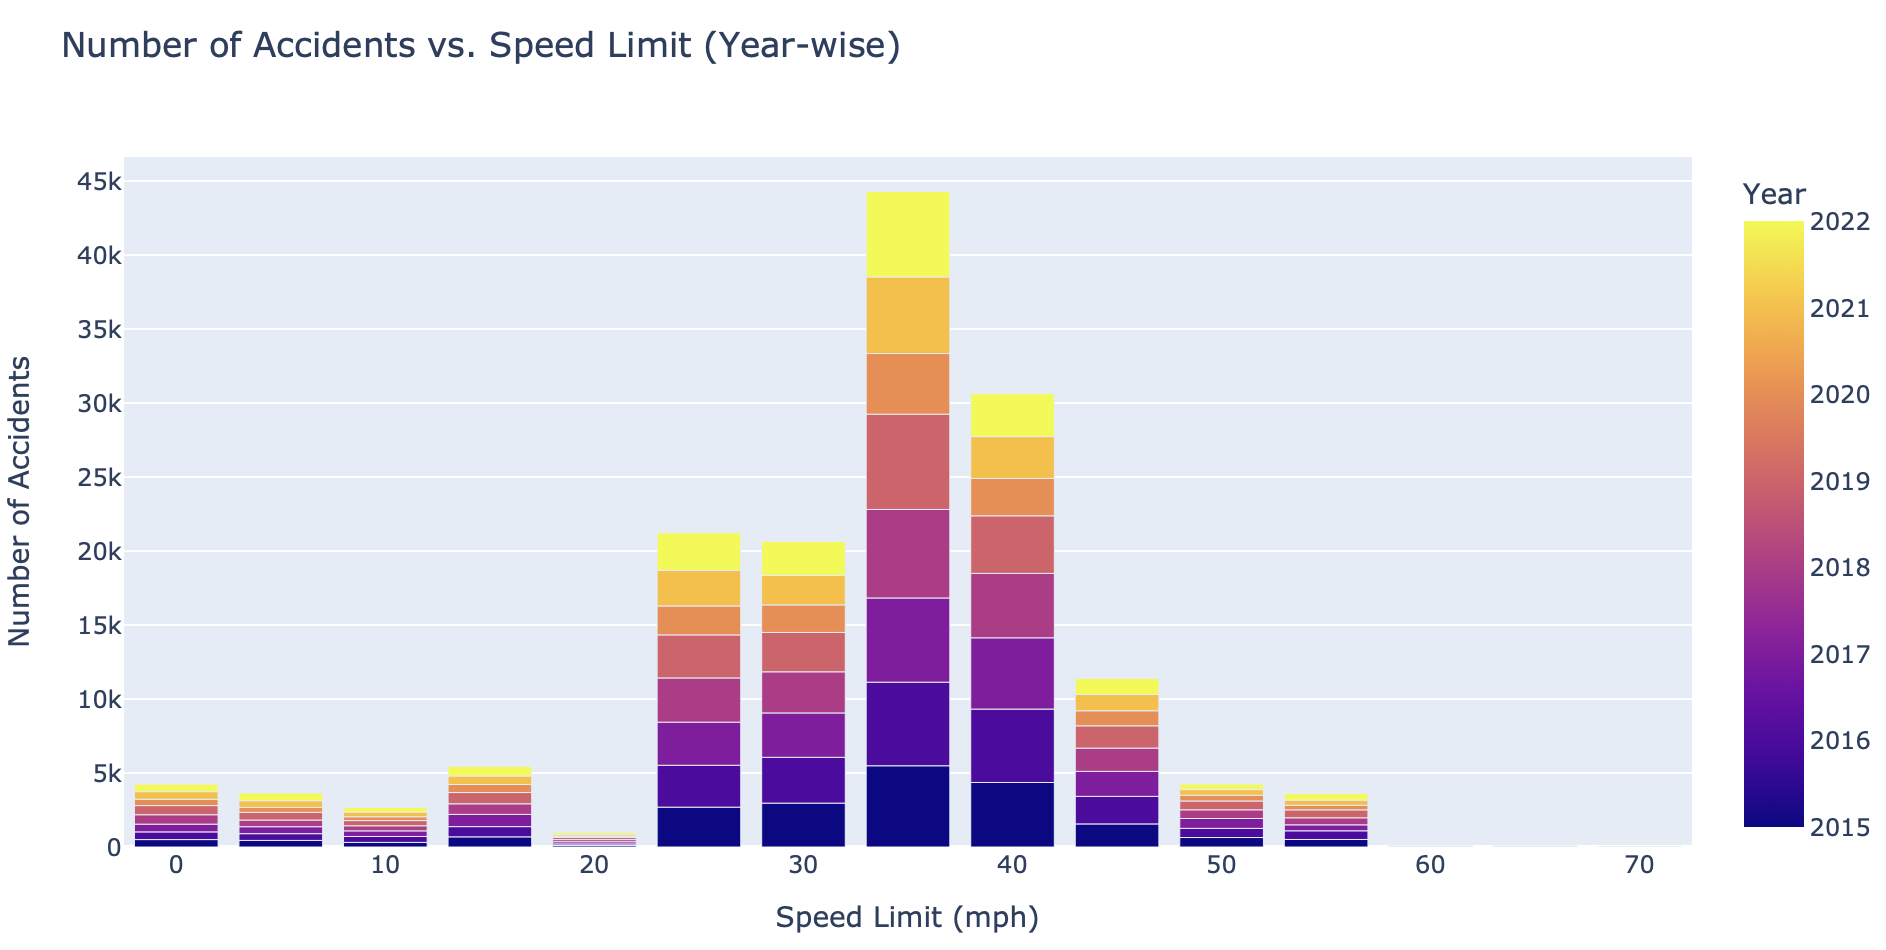 Number of Accidents vs. Speed Limit (Year-wise)
Number of Accidents
45k
40k
35k
30k
25k
20k
15k
10k
5k
0
0 10 20 30 40 50 60 70
Speed Limit (mph)
Year
2022
2021
2020
2019
2018
2017
2016
2015